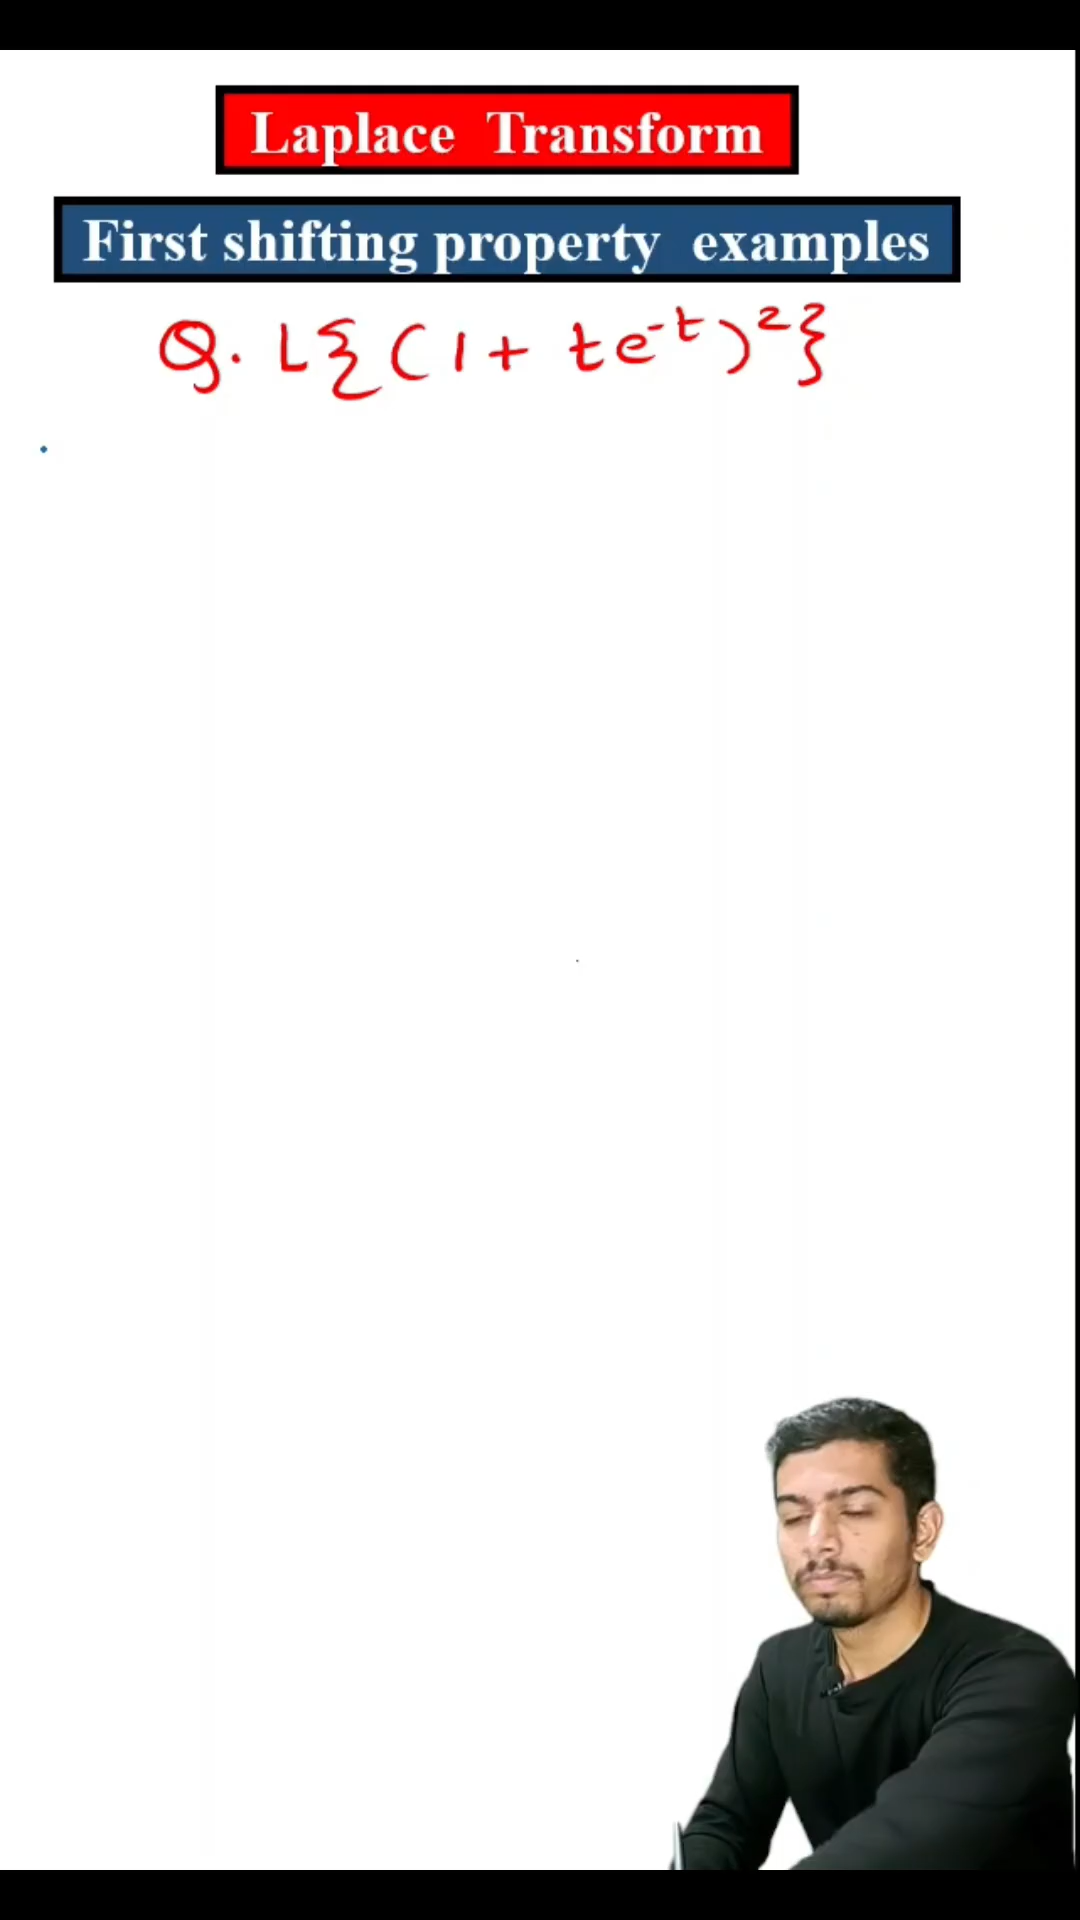 Laplace Transform
First shifting property examples
Q. L{(1+ te⁻ᵗ)²}